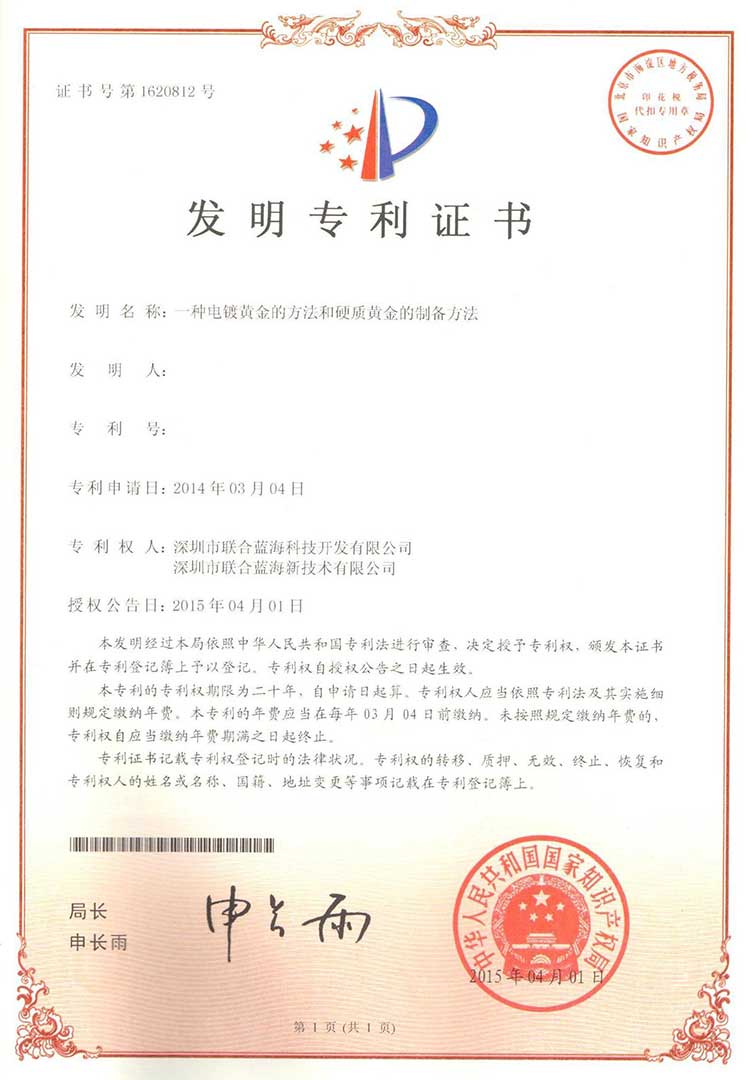 证书号第1620812号
北京市海淀区地方税务局
印花税
代扣专用章
国家知识产权局
发明专利证书
发明名称：一种电镀黄金的方法和硬质黄金的制备方法
发明人：
专利号：
专利申请日：2014年03月04日
专利权人：深圳市联合蓝海科技开发有限公司
深圳市联合蓝海新技术有限公司
授权公告日：2015年04月01日
本发明经过本局依照中华人民共和国专利法进行审查，决定授予专利权，颁发本证书
并在专利登记簿上予以登记。专利权自授权公告之日起生效。
本专利的专利权期限为二十年，自申请日起算。专利权人应当依照专利法及其实施细
则规定缴纳年费。本专利的年费应当在每年03月04日前缴纳。未按照规定缴纳年费的，
专利权自应当缴纳年费期满之日起终止。
专利证书记载专利权登记时的法律状况。专利权的转移、质押、无效、终止、恢复和
专利权人的姓名或名称、国籍、地址变更等事项记载在专利登记簿上。
局长
申长雨
申长雨
中华人民共和国国家知识产权局
2015年04月01日
第1页(共1页)